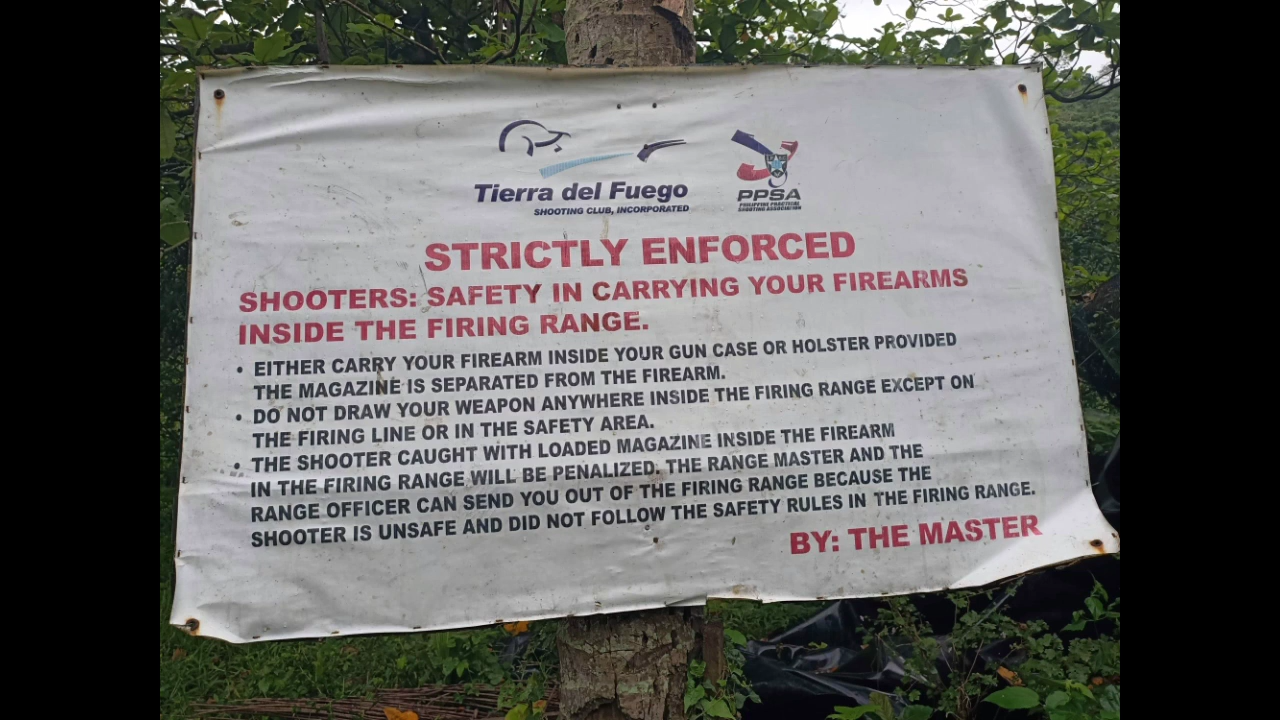 Tierra del Fuego
SHOOTING CLUB, INCORPORATED
PPSA
PHILIPPINE PRACTICAL
SHOOTING ASSOCIATION
STRICTLY ENFORCED
SHOOTERS: SAFETY IN CARRYING YOUR FIREARMS
INSIDE THE FIRING RANGE.
• EITHER CARRY YOUR FIREARM INSIDE YOUR GUN CASE OR HOLSTER PROVIDED
THE MAGAZINE IS SEPARATED FROM THE FIREARM.
• DO NOT DRAW YOUR WEAPON ANYWHERE INSIDE THE FIRING RANGE EXCEPT ON
THE FIRING LINE OR IN THE SAFETY AREA.
• THE SHOOTER CAUGHT WITH LOADED MAGAZINE INSIDE THE FIREARM
IN THE FIRING RANGE WILL BE PENALIZED. THE RANGE MASTER AND THE
RANGE OFFICER CAN SEND YOU OUT OF THE FIRING RANGE BECAUSE THE
SHOOTER IS UNSAFE AND DID NOT FOLLOW THE SAFETY RULES IN THE FIRING RANGE.
BY: THE MASTER